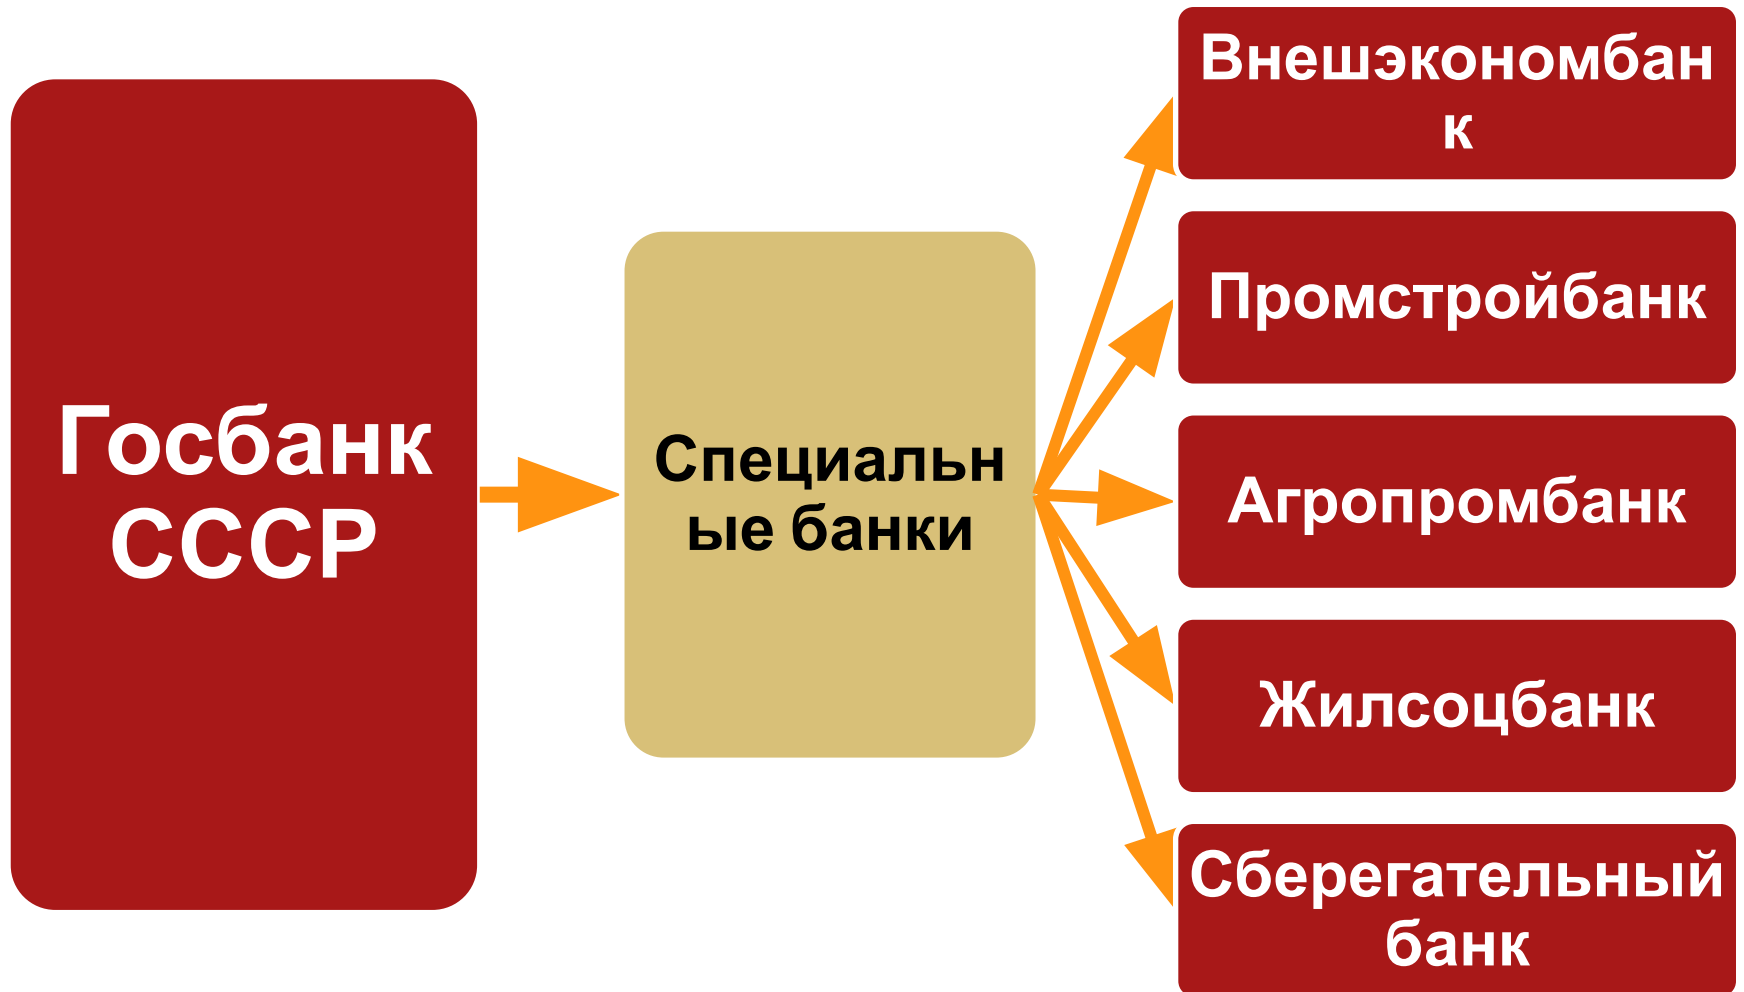 Госбанк
СССР
Специальн
ые банки
Внешэкономбан
к
Промстройбанк
Агропромбанк
Жилсоцбанк
Сберегательный
банк